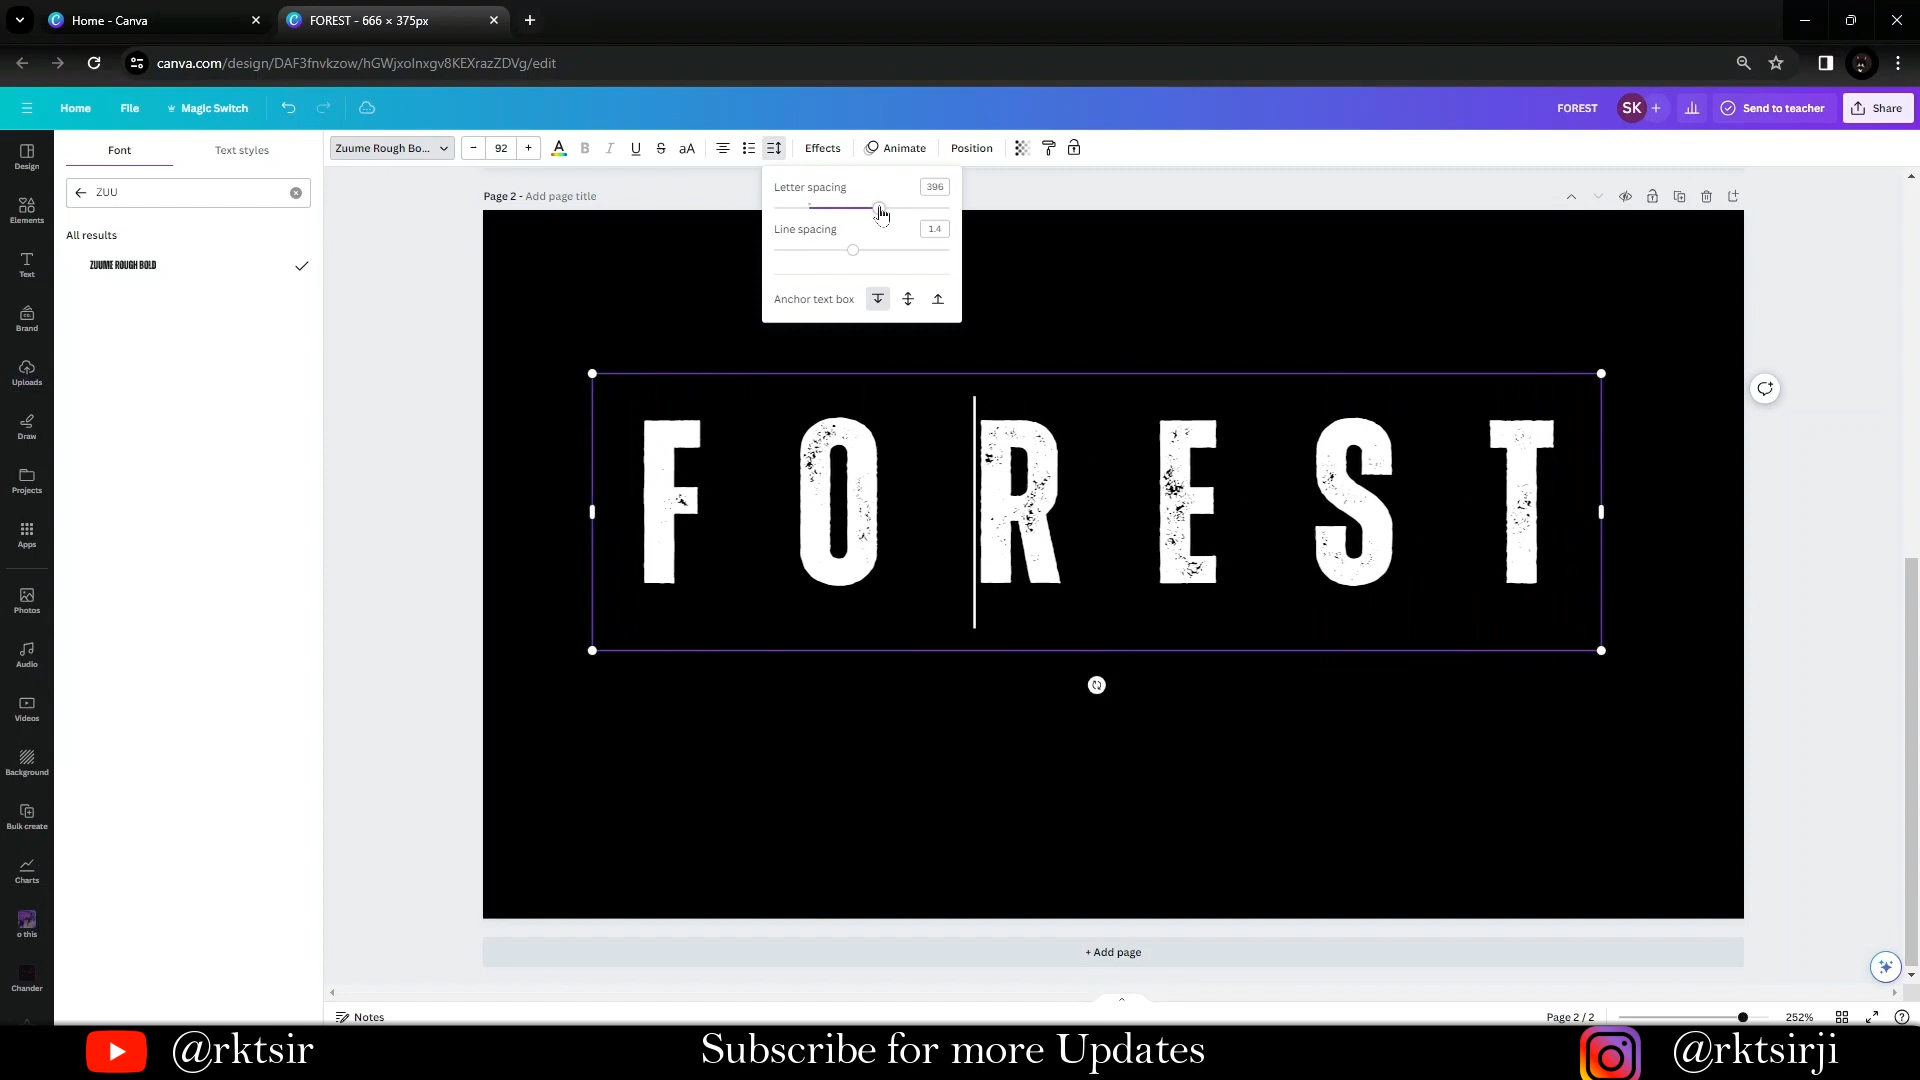 Home - Canva
FOREST - 666 × 375px
canva.com/design/DAF3fnvkzow/hGWjxolnxgv8KEXrazZDVg/edit
Home
File
Magic Switch
FOREST
SK
Send to teacher
Share
Design
Elements
Text
Brand
Uploads
Draw
Projects
Apps
Photos
Audio
Videos
Background
Bulk create
Charts
o this
Chander
Font
Text styles
ZUU
All results
ZUUME ROUGH BOLD
Zuume Rough Bo...
92
aA
Effects
Animate
Position
Letter spacing
396
Line spacing
1.4
Anchor text box
Page 2 - Add page title
FOREST
+ Add page
Notes
Page 2 / 2
252%
@rktsir
Subscribe for more Updates
@rktsirji